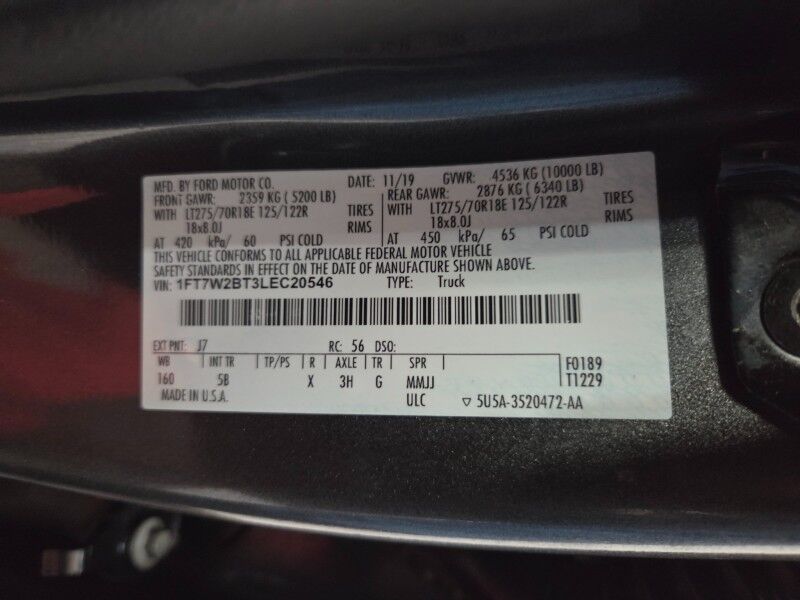 MFD. BY FORD MOTOR CO. DATE: 11/19 GVWR: 4536 KG (10000 LB)
FRONT GAWR: 2359 KG ( 5200 LB) REAR GAWR: 2876 KG ( 6340 LB)
WITH LT275/70R18E 125/122R TIRES WITH LT275/70R18E 125/122R TIRES
18x8.0J RIMS 18x8.0J RIMS
AT 420 kPa/ 60 PSI COLD AT 450 kPa/ 65 PSI COLD
THIS VEHICLE CONFORMS TO ALL APPLICABLE FEDERAL MOTOR VEHICLE
SAFETY STANDARDS IN EFFECT ON THE DATE OF MANUFACTURE SHOWN ABOVE.
VIN: 1FT7W2BT3LEC20546 TYPE: Truck
EXT PNT: J7 RC: 56 DSO:
WB INT TR TP/PS R AXLE TR SPR F0189
160 5B X 3H G MMJJ T1229
MADE IN U.S.A. ULC ▽ 5U5A-3520472-AA